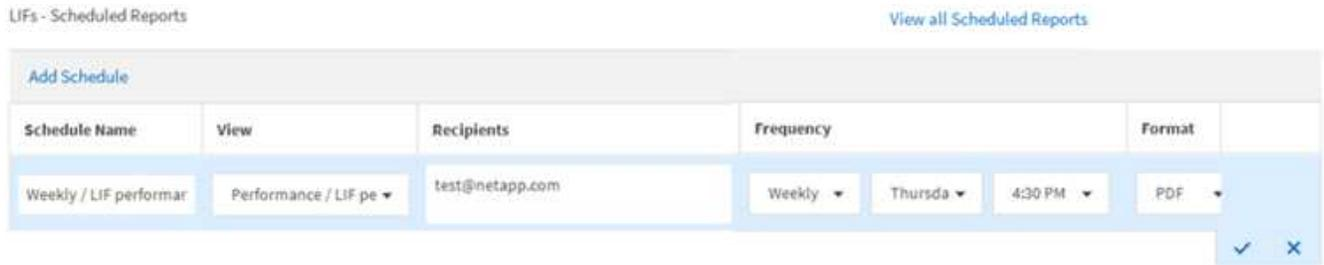 LIFs - Scheduled Reports View all Scheduled Reports
Add Schedule
Schedule Name View Recipients Frequency Format
Weekly / LIF performar Performance / LIF pe test@netapp.com Weekly Thursda 4:30 PM PDF